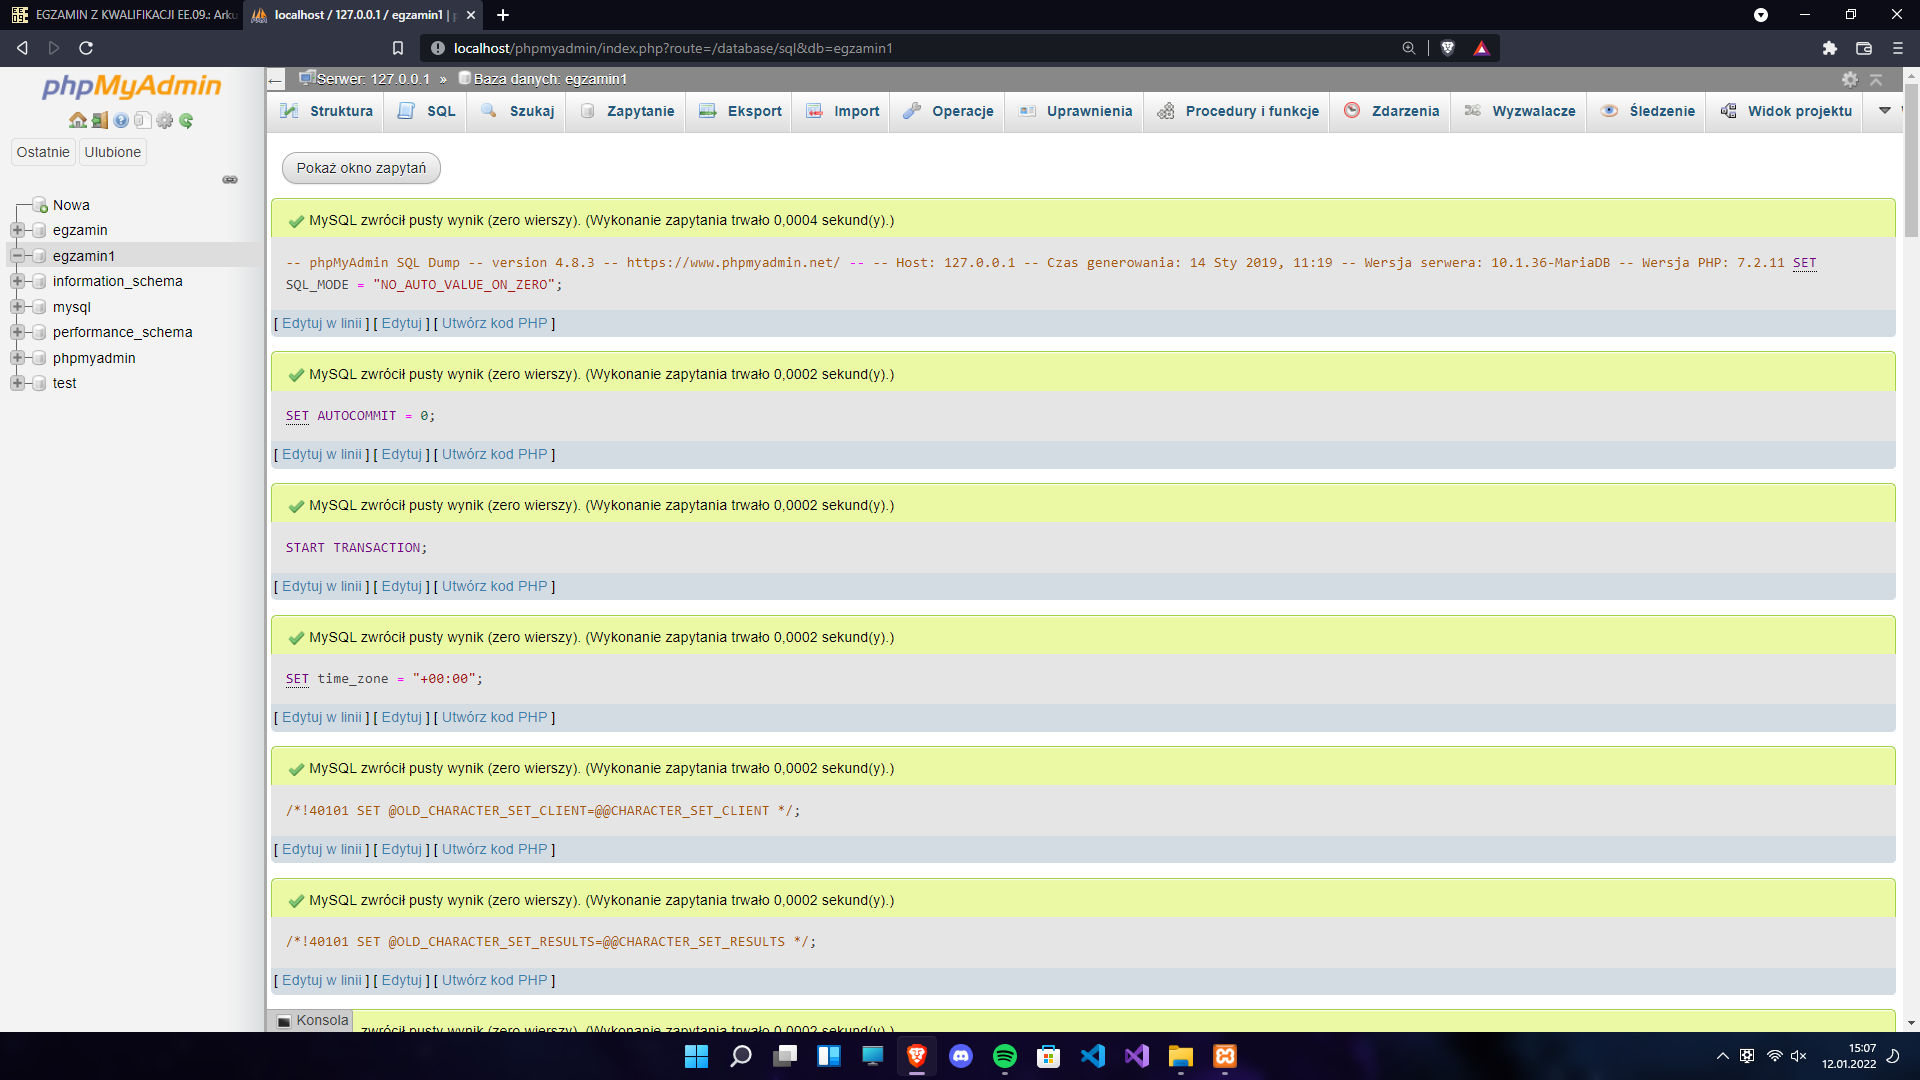 EGZAMIN Z KWALIFIKACJI EE.09.: Arku
localhost / 127.0.0.1 / egzamin1 | p
localhost/phpmyadmin/index.php?route=/database/sql&db=egzamin1
phpMyAdmin
Ostatnie
Ulubione
Nowa
egzamin
egzamin1
information_schema
mysql
performance_schema
phpmyadmin
test
Serwer: 127.0.0.1 » Baza danych: egzamin1
Struktura
SQL
Szukaj
Zapytanie
Eksport
Import
Operacje
Uprawnienia
Procedury i funkcje
Zdarzenia
Wyzwalacze
Śledzenie
Widok projektu
Pokaż okno zapytań
MySQL zwrócił pusty wynik (zero wierszy). (Wykonanie zapytania trwało 0,0004 sekund(y).)
-- phpMyAdmin SQL Dump -- version 4.8.3 -- https://www.phpmyadmin.net/ -- -- Host: 127.0.0.1 -- Czas generowania: 14 Sty 2019, 11:19 -- Wersja serwera: 10.1.36-MariaDB -- Wersja PHP: 7.2.11 SET
SQL_MODE = "NO_AUTO_VALUE_ON_ZERO";
[ Edytuj w linii ] [ Edytuj ] [ Utwórz kod PHP ]
MySQL zwrócił pusty wynik (zero wierszy). (Wykonanie zapytania trwało 0,0002 sekund(y).)
SET AUTOCOMMIT = 0;
[ Edytuj w linii ] [ Edytuj ] [ Utwórz kod PHP ]
MySQL zwrócił pusty wynik (zero wierszy). (Wykonanie zapytania trwało 0,0002 sekund(y).)
START TRANSACTION;
[ Edytuj w linii ] [ Edytuj ] [ Utwórz kod PHP ]
MySQL zwrócił pusty wynik (zero wierszy). (Wykonanie zapytania trwało 0,0002 sekund(y).)
SET time_zone = "+00:00";
[ Edytuj w linii ] [ Edytuj ] [ Utwórz kod PHP ]
MySQL zwrócił pusty wynik (zero wierszy). (Wykonanie zapytania trwało 0,0002 sekund(y).)
/*!40101 SET @OLD_CHARACTER_SET_CLIENT=@@CHARACTER_SET_CLIENT */;
[ Edytuj w linii ] [ Edytuj ] [ Utwórz kod PHP ]
MySQL zwrócił pusty wynik (zero wierszy). (Wykonanie zapytania trwało 0,0002 sekund(y).)
/*!40101 SET @OLD_CHARACTER_SET_RESULTS=@@CHARACTER_SET_RESULTS */;
[ Edytuj w linii ] [ Edytuj ] [ Utwórz kod PHP ]
Konsola
zwrócił pusty wynik (zero wierszy). (Wykonanie zapytania trwało 0,0002 sekund(y).)
15:07
12.01.2022